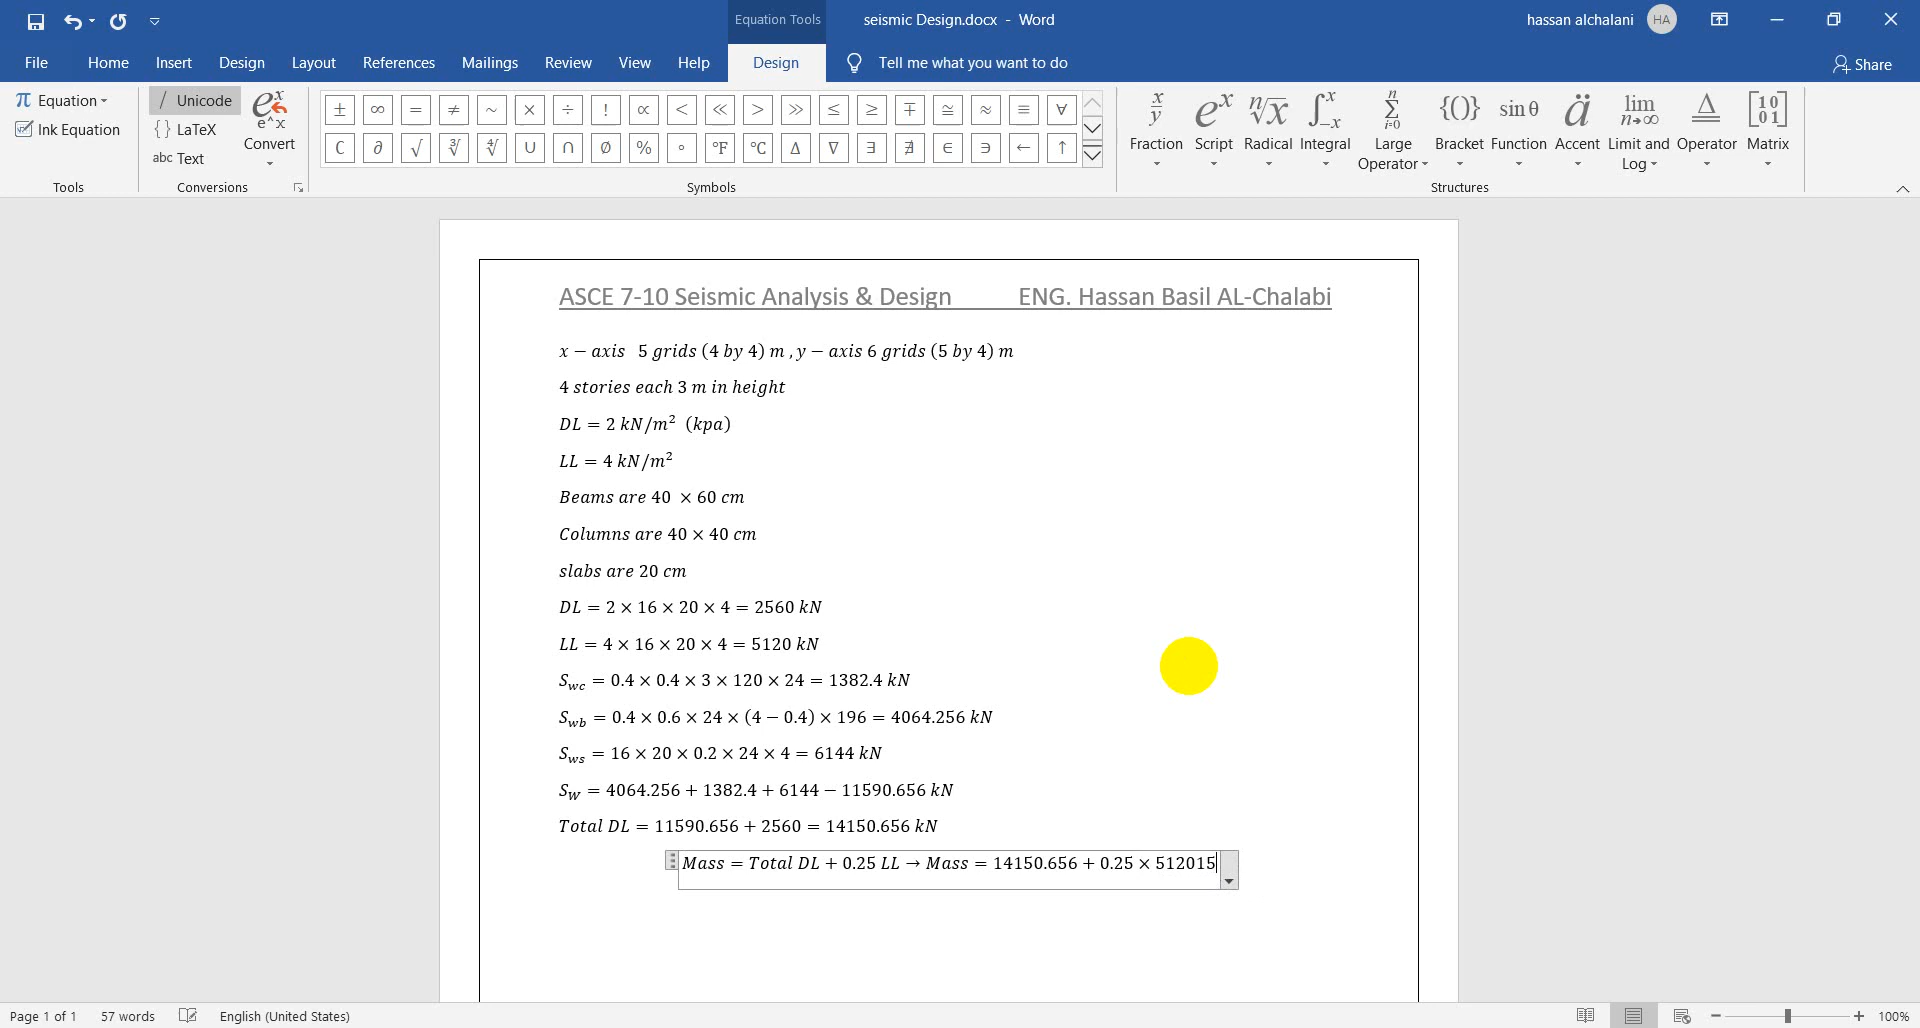 Equation Tools
seismic Design.docx - Word
hassan alchalani HA
File Home Insert Design Layout References Mailings Review View Help Design Tell me what you want to do Share
π Equation
Ink Equation
Tools
/ Unicode
{ } LaTeX
abc Text
e^x
Convert
Conversions
± ∞ = ≠ ~ × ÷ ! ∝ < ≪ > ≫ ≤ ≥ ∓ ≅ ≈ ≡ ∀
∁ ∂ √ ∛ ∜ ∪ ∩ ∅ % ° °F °C ∆ ∇ ∃ ∄ ∈ ∋ ← ↑
Symbols
Fraction Script Radical Integral Large Operator Bracket Function Accent Limit and Log Operator Matrix
Structures
ASCE 7-10 Seismic Analysis & Design ENG. Hassan Basil AL-Chalabi
x − axis 5 grids (4 by 4) m , y − axis 6 grids (5 by 4) m
4 stories each 3 m in height
DL = 2 kN/m² (kpa)
LL = 4 kN/m²
Beams are 40 × 60 cm
Columns are 40 × 40 cm
slabs are 20 cm
DL = 2 × 16 × 20 × 4 = 2560 kN
LL = 4 × 16 × 20 × 4 = 5120 kN
S_wc = 0.4 × 0.4 × 3 × 120 × 24 = 1382.4 kN
S_wb = 0.4 × 0.6 × 24 × (4 − 0.4) × 196 = 4064.256 kN
S_ws = 16 × 20 × 0.2 × 24 × 4 = 6144 kN
S_W = 4064.256 + 1382.4 + 6144 − 11590.656 kN
Total DL = 11590.656 + 2560 = 14150.656 kN
Mass = Total DL + 0.25 LL → Mass = 14150.656 + 0.25 × 512015
Page 1 of 1 57 words English (United States) 100%